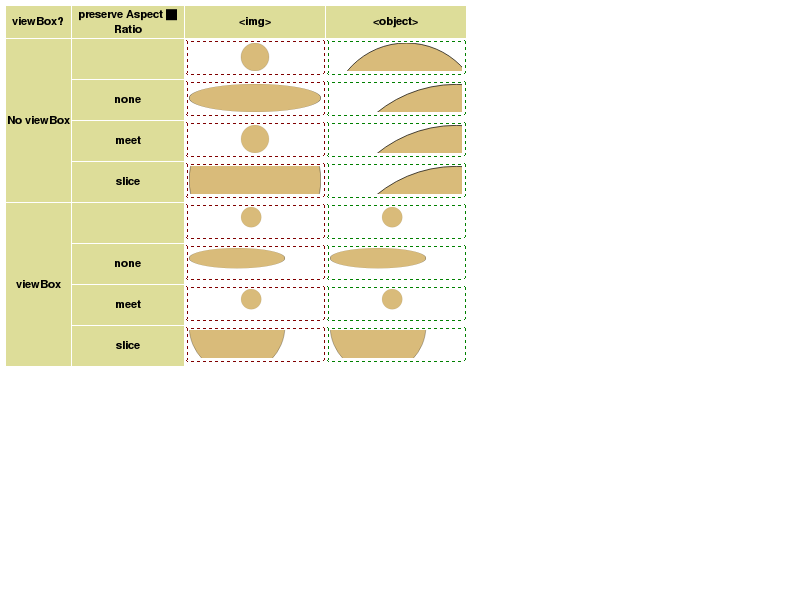 viewBox?
preserve Aspect
Ratio
<img>
<object>
No viewBox
none
meet
slice
viewBox
none
meet
slice